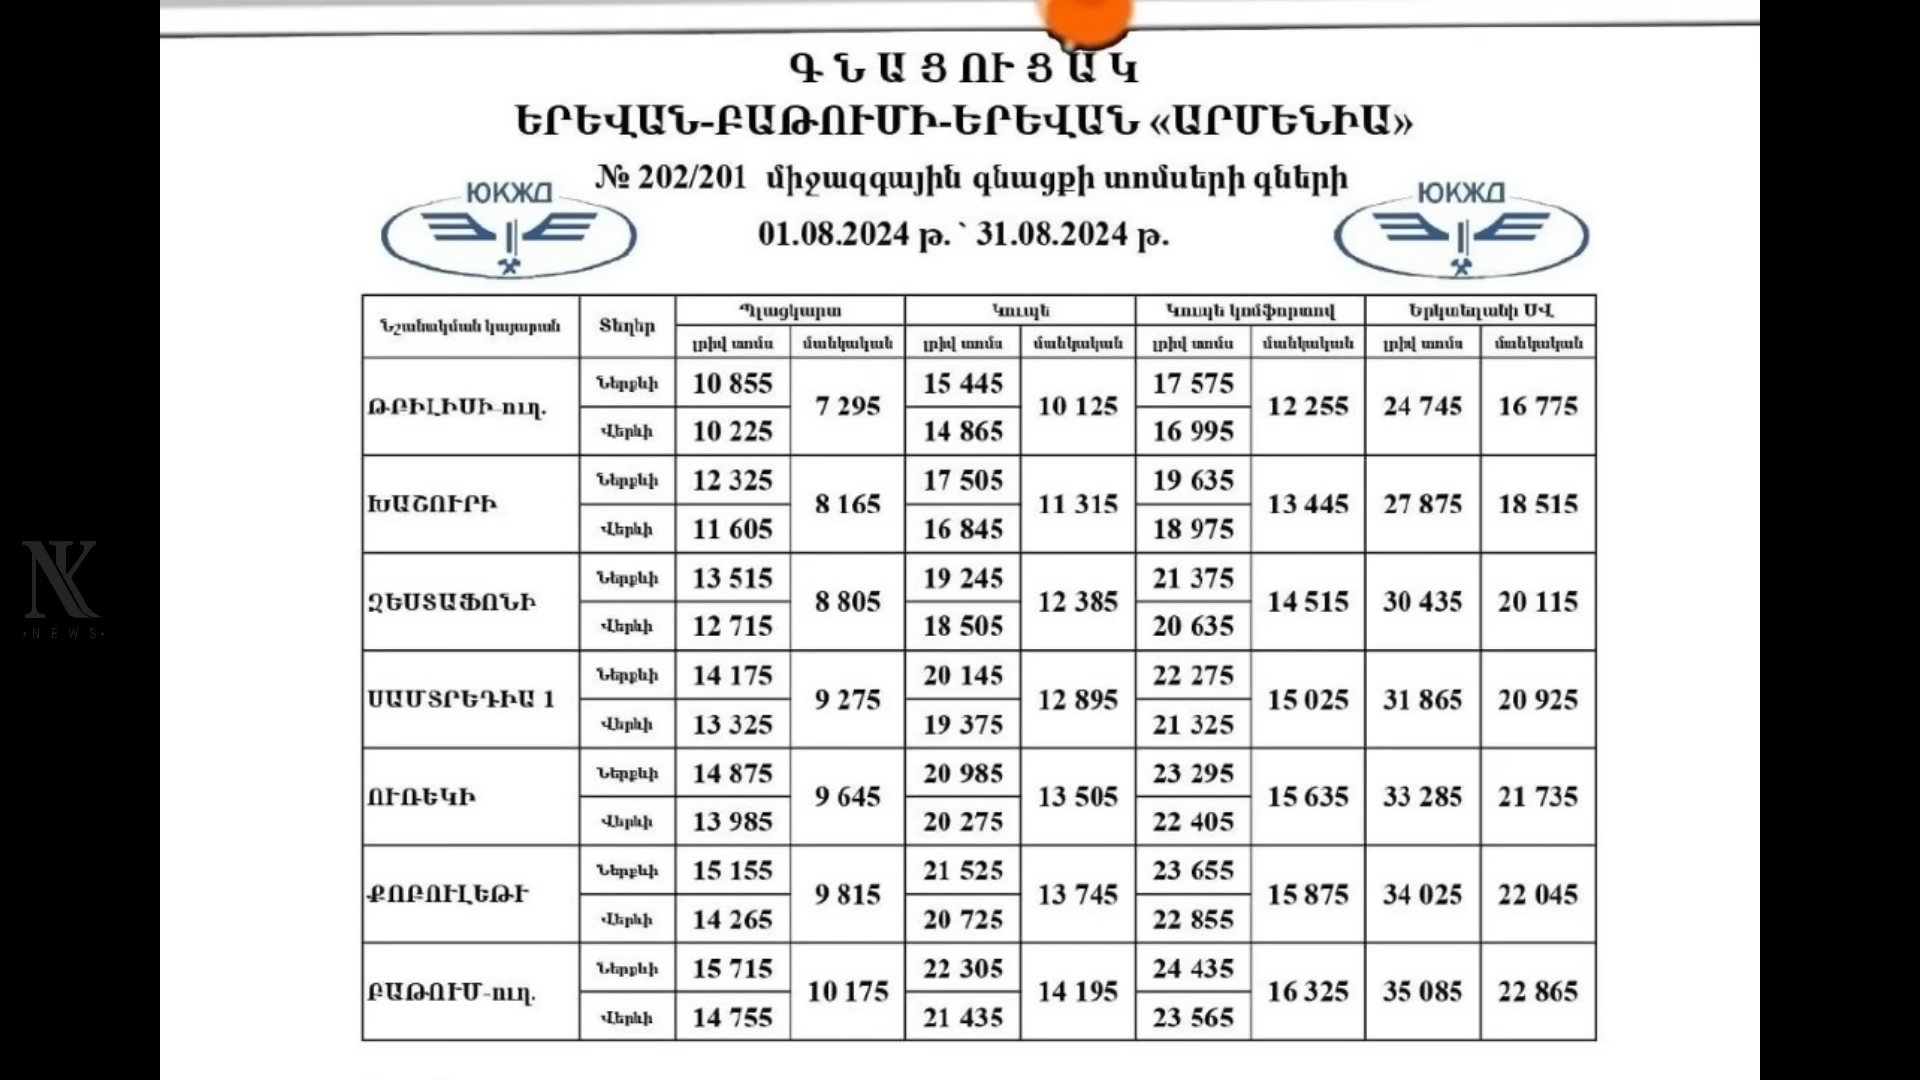 ԳՆԱՑՈՒՑԱԿ
ԵՐԵՎԱՆ-ԲԱԹՈՒՄԻ-ԵՐԵՎԱՆ «ԱՐՄԵՆԻԱ»
№ 202/201 միջազգային գնացքի տոմսերի գների
01.08.2024 թ. ՝ 31.08.2024 թ.
ЮКЖД
ЮКЖД
Նշանակման կայարան Տեղեր Պլացկարտ Կուպե Կուպե կոմֆորտով Երկտեղանի ՍՎ
լրիվ տոմս մանկական լրիվ տոմս մանկական լրիվ տոմս մանկական լրիվ տոմս մանկական
ԹԲԻԼԻՍԻ-ուղ. Ներքևի 10 855 7 295 15 445 10 125 17 575 12 255 24 745 16 775
Վերևի 10 225 14 865 16 995
ԽԱՇՈՒՐԻ Ներքևի 12 325 8 165 17 505 11 315 19 635 13 445 27 875 18 515
Վերևի 11 605 16 845 18 975
ԶԵՍՏԱՖՈՆԻ Ներքևի 13 515 8 805 19 245 12 385 21 375 14 515 30 435 20 115
Վերևի 12 715 18 505 20 635
ՍԱՄՏՐԵԴԻԱ 1 Ներքևի 14 175 9 275 20 145 12 895 22 275 15 025 31 865 20 925
Վերևի 13 325 19 375 21 325
ՈՒՌԵԿԻ Ներքևի 14 875 9 645 20 985 13 505 23 295 15 635 33 285 21 735
Վերևի 13 985 20 275 22 405
ՔՈԲՈՒԼԵԹԻ Ներքևի 15 155 9 815 21 525 13 745 23 655 15 875 34 025 22 045
Վերևի 14 265 20 725 22 855
ԲԱԹՈՒՄ-ուղ. Ներքևի 15 715 10 175 22 305 14 195 24 435 16 325 35 085 22 865
Վերևի 14 755 21 435 23 565
NK
·NEWS·